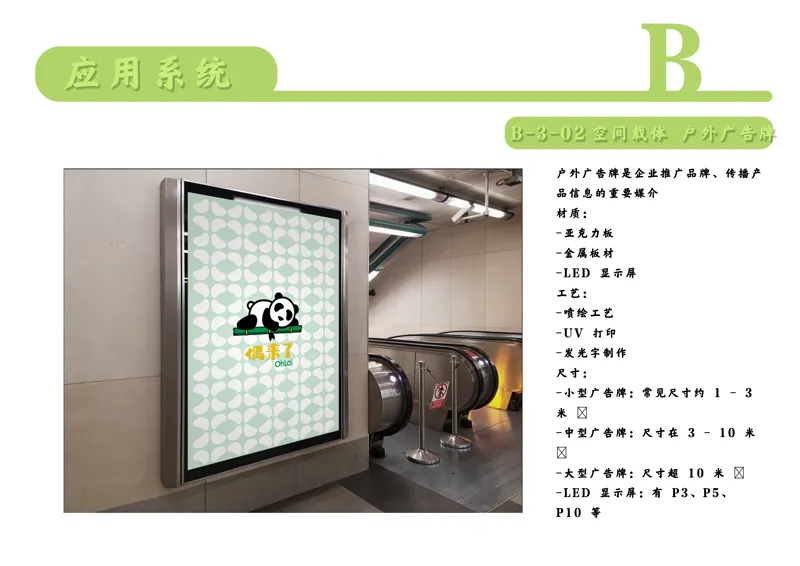 应用系统
B
B-3-02 空间载体 户外广告牌
户外广告牌是企业推广品牌、传播产
品信息的重要媒介
材质：
-亚克力板
-金属板材
-LED 显示屏
工艺：
-喷绘工艺
-UV 打印
-发光字制作
尺寸：
-小型广告牌：常见尺寸约 1 - 3
米
-中型广告牌：尺寸在 3 - 10 米
-大型广告牌：尺寸超 10 米
-LED 显示屏：有 P3、P5、
P10 等
偶来了
OhLai